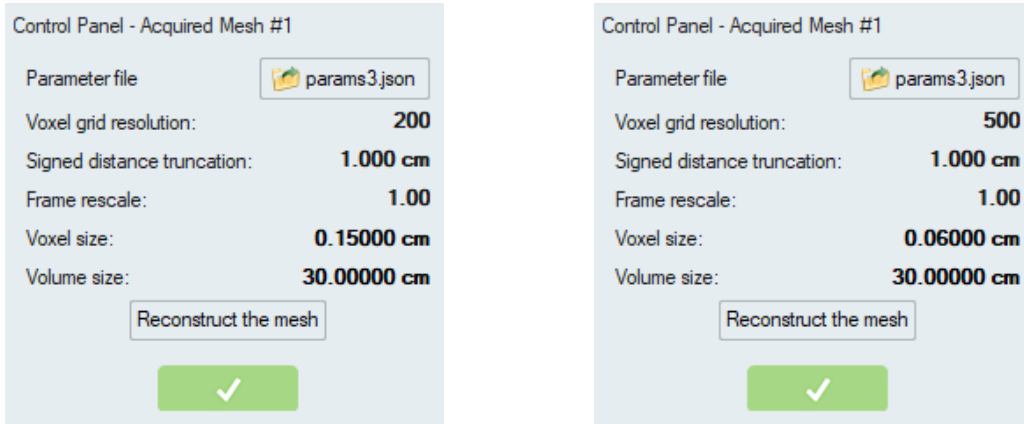 Control Panel - Acquired Mesh #1
Parameter file params3.json
Voxel grid resolution: 200
Signed distance truncation: 1.000 cm
Frame rescale: 1.00
Voxel size: 0.15000 cm
Volume size: 30.00000 cm
Reconstruct the mesh
Control Panel - Acquired Mesh #1
Parameter file params3.json
Voxel grid resolution: 500
Signed distance truncation: 1.000 cm
Frame rescale: 1.00
Voxel size: 0.06000 cm
Volume size: 30.00000 cm
Reconstruct the mesh